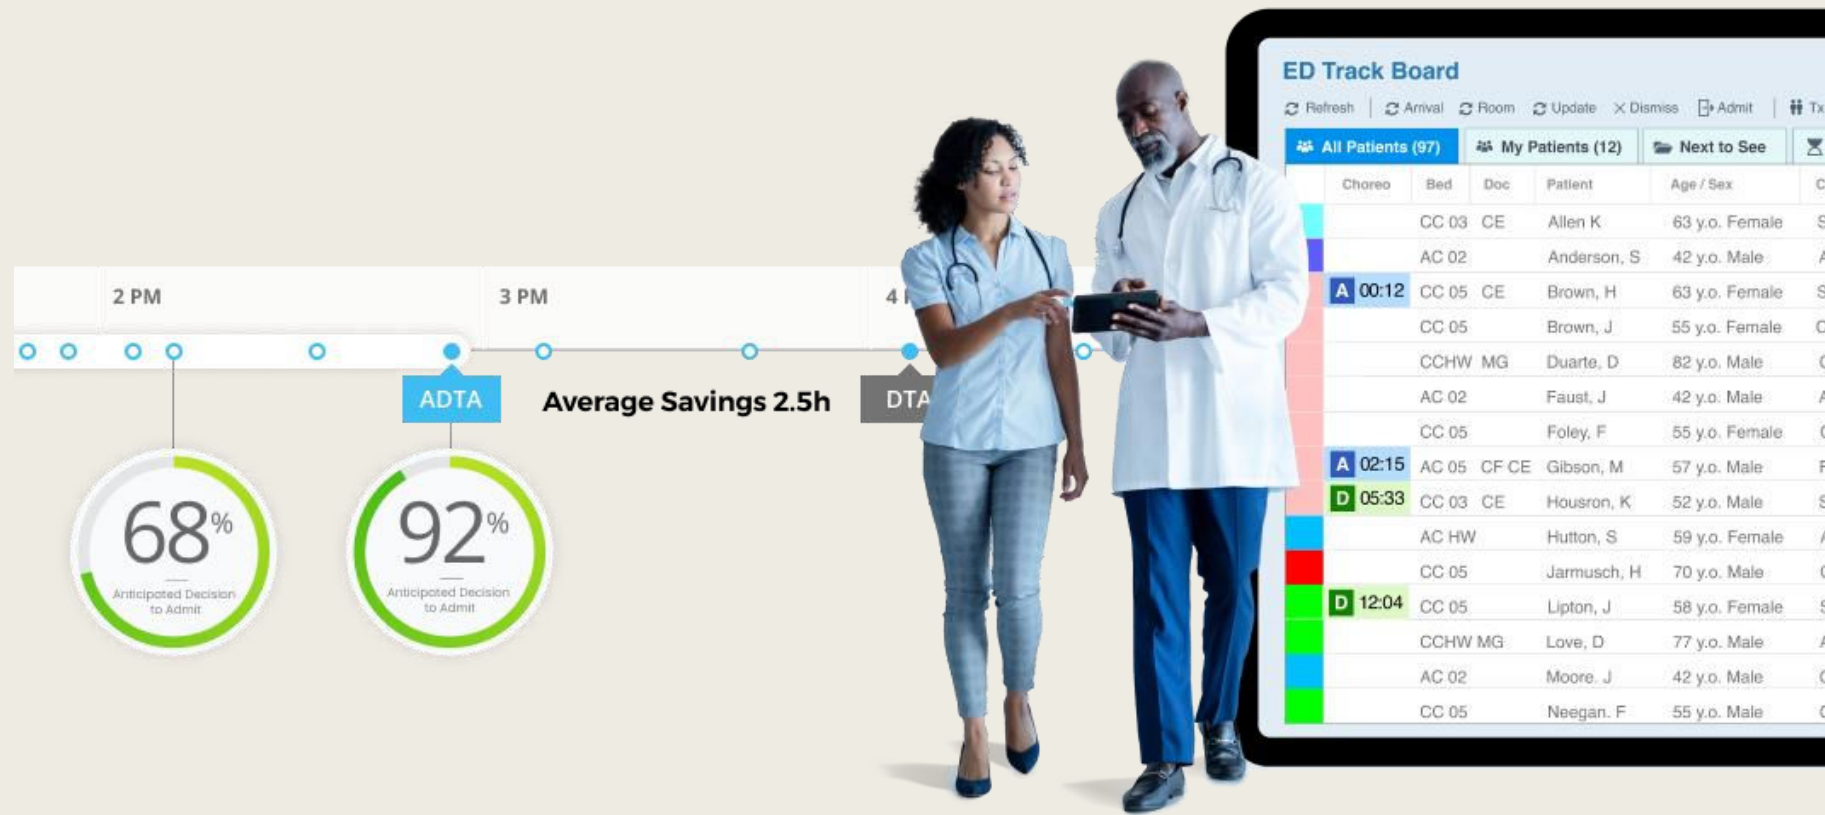 2 PM
3 PM
ADTA
Average Savings 2.5h
DTA
68%
Anticipated Decision
to Admit
92%
Anticipated Decision
to Admit
ED Track Board
Refresh Arrival Room Update Dismiss Admit Tx
All Patients (97) My Patients (12) Next to See
Choreo Bed Doc Patient Age / Sex
CC 03 CE Allen K 63 y.o. Female
AC 02 Anderson, S 42 y.o. Male
A 00:12 CC 05 CE Brown, H 63 y.o. Female
CC 05 Brown, J 55 y.o. Female
CCHW MG Duarte, D 82 y.o. Male
AC 02 Faust, J 42 y.o. Male
CC 05 Foley, F 55 y.o. Female
A 02:15 AC 05 CF CE Gibson, M 57 y.o. Male
D 05:33 CC 03 CE Housron, K 52 y.o. Male
AC HW Hutton, S 59 y.o. Female
CC 05 Jarmusch, H 70 y.o. Male
D 12:04 CC 05 Lipton, J 58 y.o. Female
CCHW MG Love, D 77 y.o. Male
AC 02 Moore. J 42 y.o. Male
CC 05 Neegan. F 55 y.o. Male